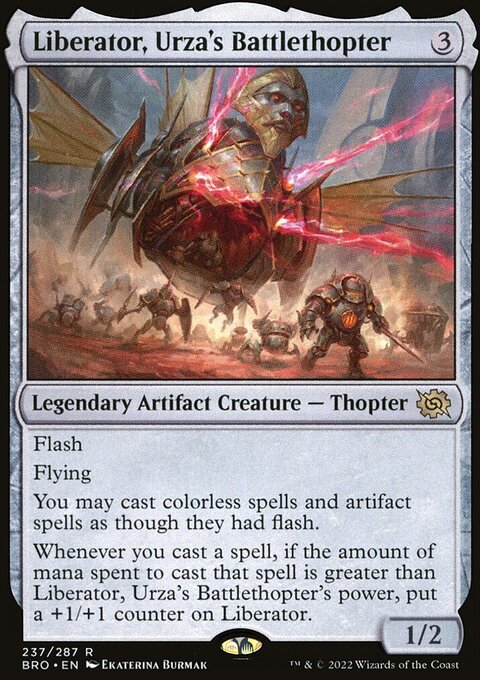 Liberator, Urza's Battlethopter 3
Legendary Artifact Creature — Thopter
Flash
Flying
You may cast colorless spells and artifact
spells as though they had flash.
Whenever you cast a spell, if the amount of
mana spent to cast that spell is greater than
Liberator, Urza's Battlethopter's power, put
a +1/+1 counter on Liberator.
1/2
237/287 R
BRO • EN Ekaterina Burmak
™ & © 2022 Wizards of the Coast